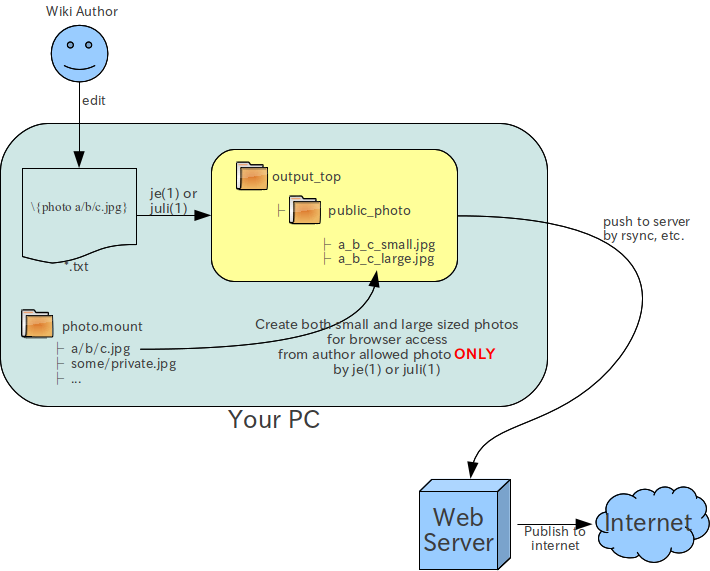 Wiki Author
edit
\{photo a/b/c.jpg}
*.txt
je(1) or
juli(1)
output_top
public_photo
a_b_c_small.jpg
a_b_c_large.jpg
push to server
by rsync, etc.
photo.mount
a/b/c.jpg
some/private.jpg
...
Create both small and large sized photos
for browser access
from author allowed photo ONLY
by je(1) or juli(1)
Your PC
Web
Server
Publish to
internet
Internet